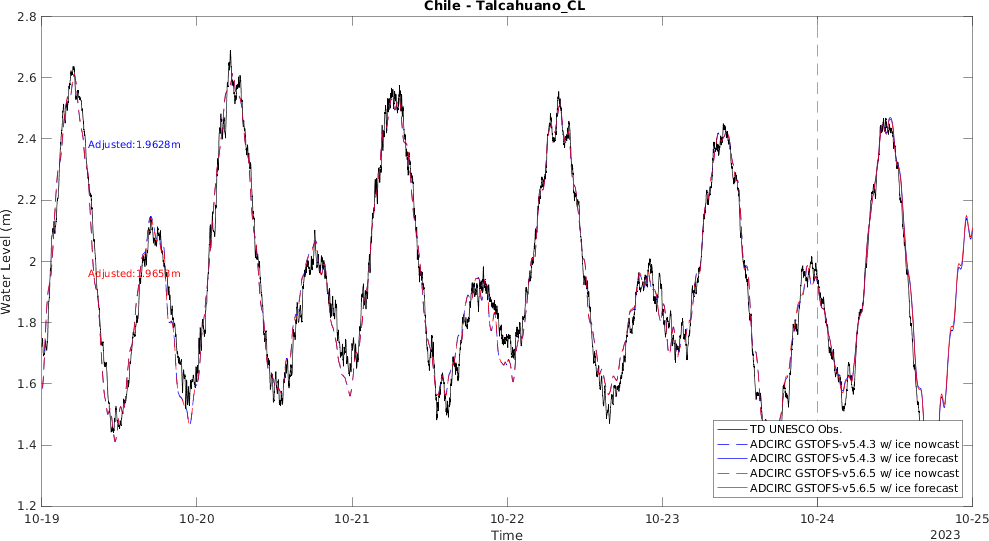 Chile - Talcahuano_CL
2.8
2.6
2.4
2.2
2
1.8
1.6
1.4
1.2
Water Level (m)
Adjusted:1.9628m
Adjusted:1.9653m
TD UNESCO Obs.
ADCIRC GSTOFS-v5.4.3 w/ ice nowcast
ADCIRC GSTOFS-v5.4.3 w/ ice forecast
ADCIRC GSTOFS-v5.6.5 w/ ice nowcast
ADCIRC GSTOFS-v5.6.5 w/ ice forecast
10-19 10-20 10-21 10-22 10-23 10-24 10-25
Time
2023